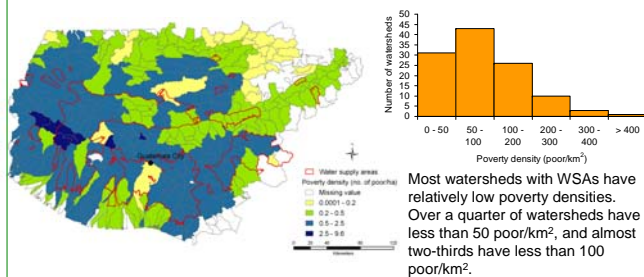 Guatemala City
Water supply areas
Poverty density (no. of poor/ha)
Missing value
0.0001 - 0.2
0.2 - 0.5
0.5 - 2.5
2.5 - 9.6
Kilometers
Number of watersheds
50
45
40
35
30
25
20
15
10
5
0
0 - 50
50 - 100
100 - 200
200 - 300
300 - 400
> 400
Poverty density (poor/km²)
Most watersheds with WSAs have
relatively low poverty densities.
Over a quarter of watersheds have
less than 50 poor/km², and almost
two-thirds have less than 100
poor/km².